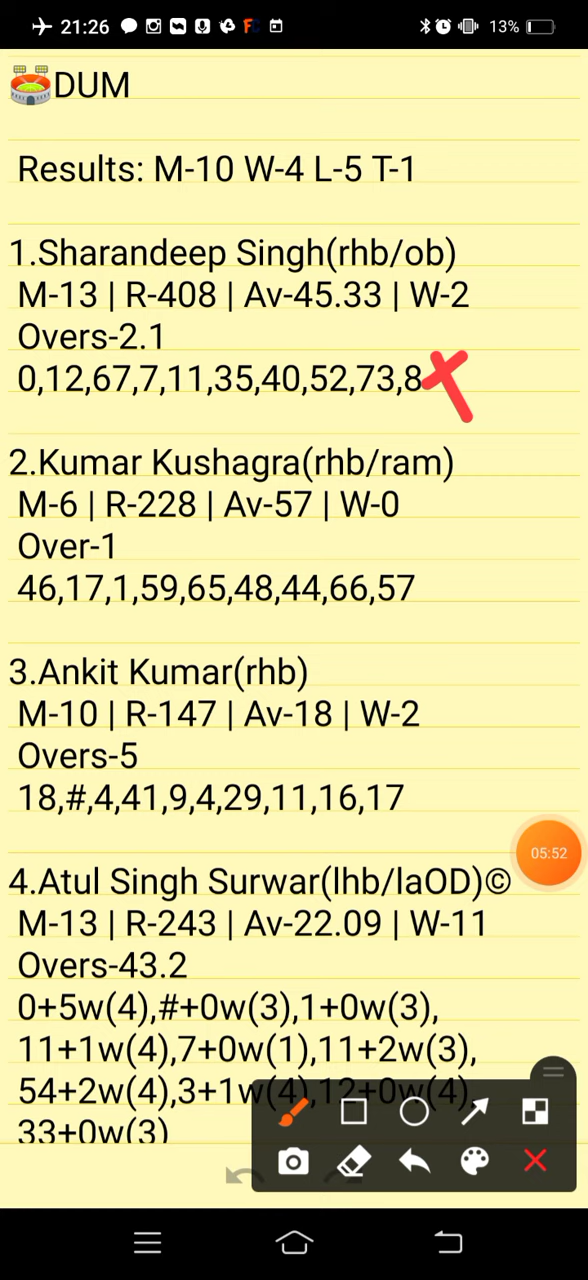 21:26
FC
13%
DUM
Results: M-10 W-4 L-5 T-1
1.Sharandeep Singh(rhb/ob)
M-13 | R-408 | Av-45.33 | W-2
Overs-2.1
0,12,67,7,11,35,40,52,73,8
2.Kumar Kushagra(rhb/ram)
M-6 | R-228 | Av-57 | W-0
Over-1
46,17,1,59,65,48,44,66,57
3.Ankit Kumar(rhb)
M-10 | R-147 | Av-18 | W-2
Overs-5
18,#,4,41,9,4,29,11,16,17
05:52
4.Atul Singh Surwar(lhb/laOD)©
M-13 | R-243 | Av-22.09 | W-11
Overs-43.2
0+5w(4),#+0w(3),1+0w(3),
11+1w(4),7+0w(1),11+2w(3),
54+2w(4),3+1w(4),12+0w(4),
33+0w(3)